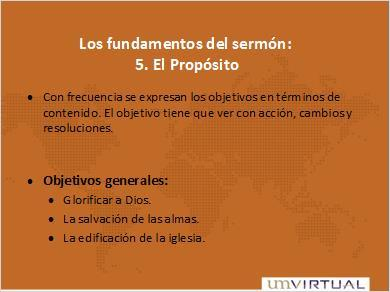 Los fundamentos del sermón:
5. El Propósito
• Con frecuencia se expresan los objetivos en términos de
contenido. El objetivo tiene que ver con acción, cambios y
resoluciones.
• Objetivos generales:
• Glorificar a Dios.
• La salvación de las almas.
• La edificación de la iglesia.
umVIRTUAL